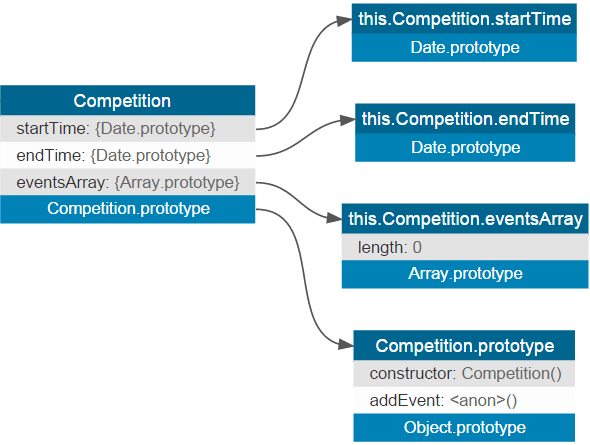 Competition
startTime: {Date.prototype}
endTime: {Date.prototype}
eventsArray: {Array.prototype}
Competition.prototype
this.Competition.startTime
Date.prototype
this.Competition.endTime
Date.prototype
this.Competition.eventsArray
length: 0
Array.prototype
Competition.prototype
constructor: Competition()
addEvent: <anon>()
Object.prototype